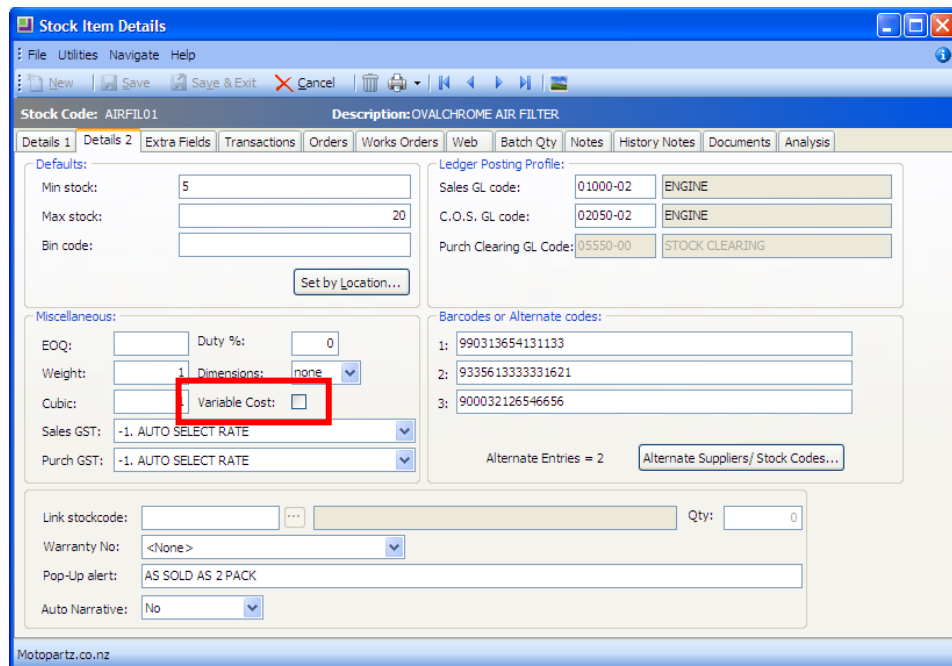 Stock Item Details
File Utilities Navigate Help
New Save Save & Exit Cancel
Stock Code: AIRFIL01 Description: OVALCHROME AIR FILTER
Details 1 Details 2 Extra Fields Transactions Orders Works Orders Web Batch Qty Notes History Notes Documents Analysis
Defaults:
Min stock: 5
Max stock: 20
Bin code:
Set by Location...
Ledger Posting Profile:
Sales GL code: 01000-02 ENGINE
C.O.S. GL code: 02050-02 ENGINE
Purch Clearing GL Code: 05550-00 STOCK CLEARING
Miscellaneous:
EOQ: Duty %: 0
Weight: 1 Dimensions: none
Cubic: Variable Cost:
Sales GST: -1. AUTO SELECT RATE
Purch GST: -1. AUTO SELECT RATE
Barcodes or Alternate codes:
1: 990313654131133
2: 9335613333331621
3: 900032126546656
Alternate Entries = 2 Alternate Suppliers/ Stock Codes...
Link stockcode: ... Qty: 0
Warranty No: <None>
Pop-Up alert: AS SOLD AS 2 PACK
Auto Narrative: No
Motopartz.co.nz